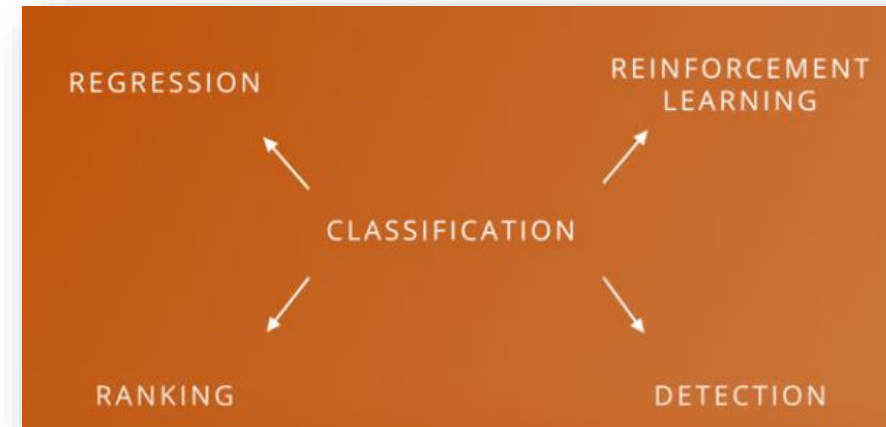 REGRESSION
REINFORCEMENT
LEARNING
CLASSIFICATION
RANKING
DETECTION